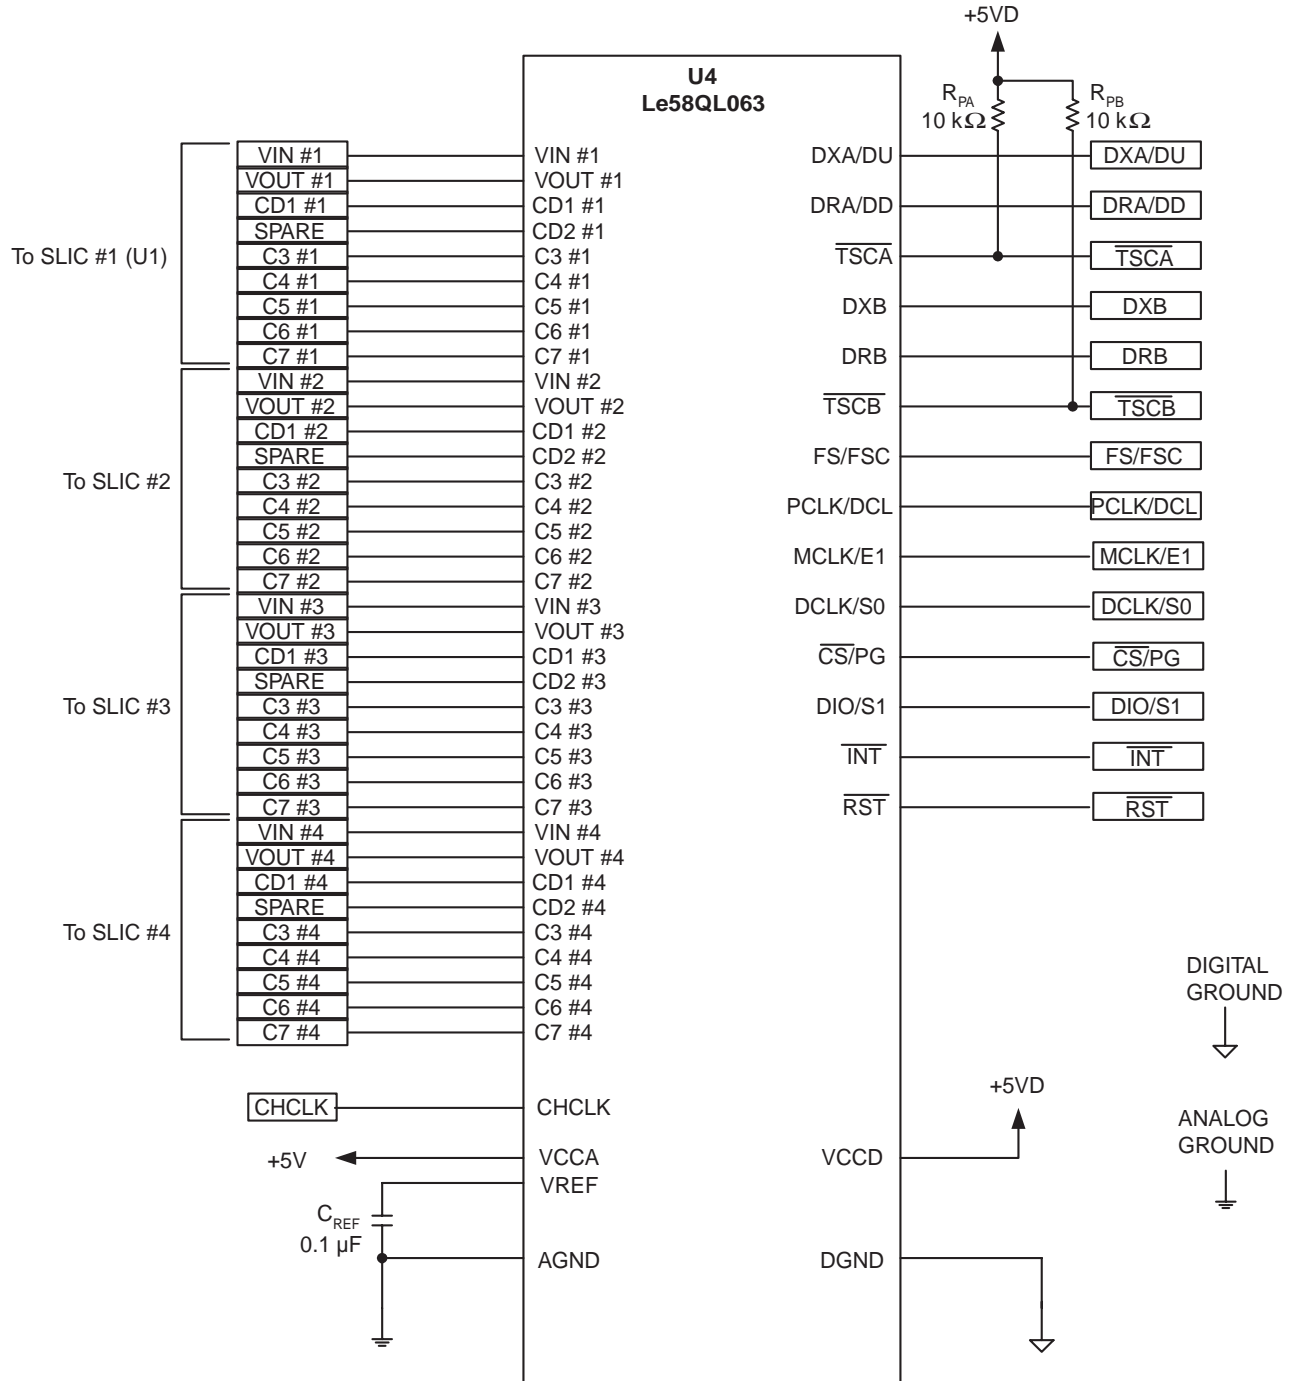 +5VD
U4
Le58QL063
RPA
10 kΩ
RPB
10 kΩ
To SLIC #1 (U1)
VIN #1
VOUT #1
CD1 #1
SPARE
C3 #1
C4 #1
C5 #1
C6 #1
C7 #1
To SLIC #2
VIN #2
VOUT #2
CD1 #2
SPARE
C3 #2
C4 #2
C5 #2
C6 #2
C7 #2
To SLIC #3
VIN #3
VOUT #3
CD1 #3
SPARE
C3 #3
C4 #3
C5 #3
C6 #3
C7 #3
To SLIC #4
VIN #4
VOUT #4
CD1 #4
SPARE
C3 #4
C4 #4
C5 #4
C6 #4
C7 #4
VIN #1
VOUT #1
CD1 #1
CD2 #1
C3 #1
C4 #1
C5 #1
C6 #1
C7 #1
VIN #2
VOUT #2
CD1 #2
CD2 #2
C3 #2
C4 #2
C5 #2
C6 #2
C7 #2
VIN #3
VOUT #3
CD1 #3
CD2 #3
C3 #3
C4 #3
C5 #3
C6 #3
C7 #3
VIN #4
VOUT #4
CD1 #4
CD2 #4
C3 #4
C4 #4
C5 #4
C6 #4
C7 #4
DXA/DU
DRA/DD
TSCA
DXB
DRB
TSCB
FS/FSC
PCLK/DCL
MCLK/E1
DCLK/S0
CS/PG
DIO/S1
INT
RST
DXA/DU
DRA/DD
TSCA
DXB
DRB
TSCB
FS/FSC
PCLK/DCL
MCLK/E1
DCLK/S0
CS/PG
DIO/S1
INT
RST
CHCLK
CHCLK
+5V
VCCA
VREF
CREF
0.1 µF
AGND
+5VD
VCCD
DGND
DIGITAL
GROUND
ANALOG
GROUND